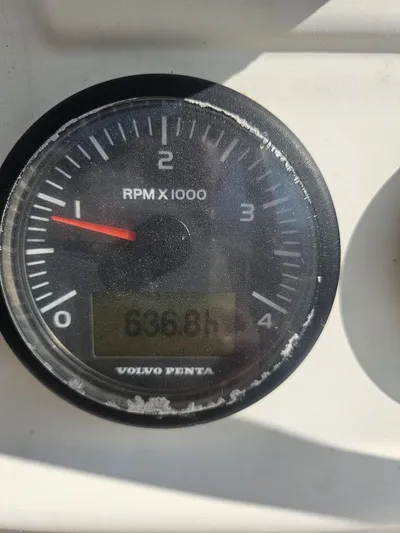 2
RPM X 1000
1 3
0 4
636.8h
VOLVO PENTA